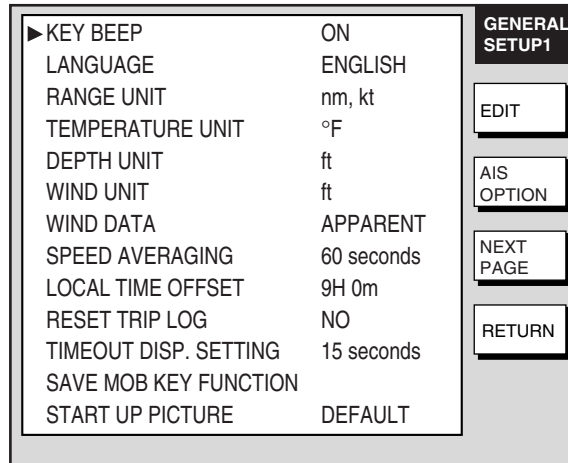 ▶KEY BEEP ON
LANGUAGE ENGLISH
RANGE UNIT nm, kt
TEMPERATURE UNIT °F
DEPTH UNIT ft
WIND UNIT ft
WIND DATA APPARENT
SPEED AVERAGING 60 seconds
LOCAL TIME OFFSET 9H 0m
RESET TRIP LOG NO
TIMEOUT DISP. SETTING 15 seconds
SAVE MOB KEY FUNCTION
START UP PICTURE DEFAULT
GENERAL
SETUP1
EDIT
AIS
OPTION
NEXT
PAGE
RETURN